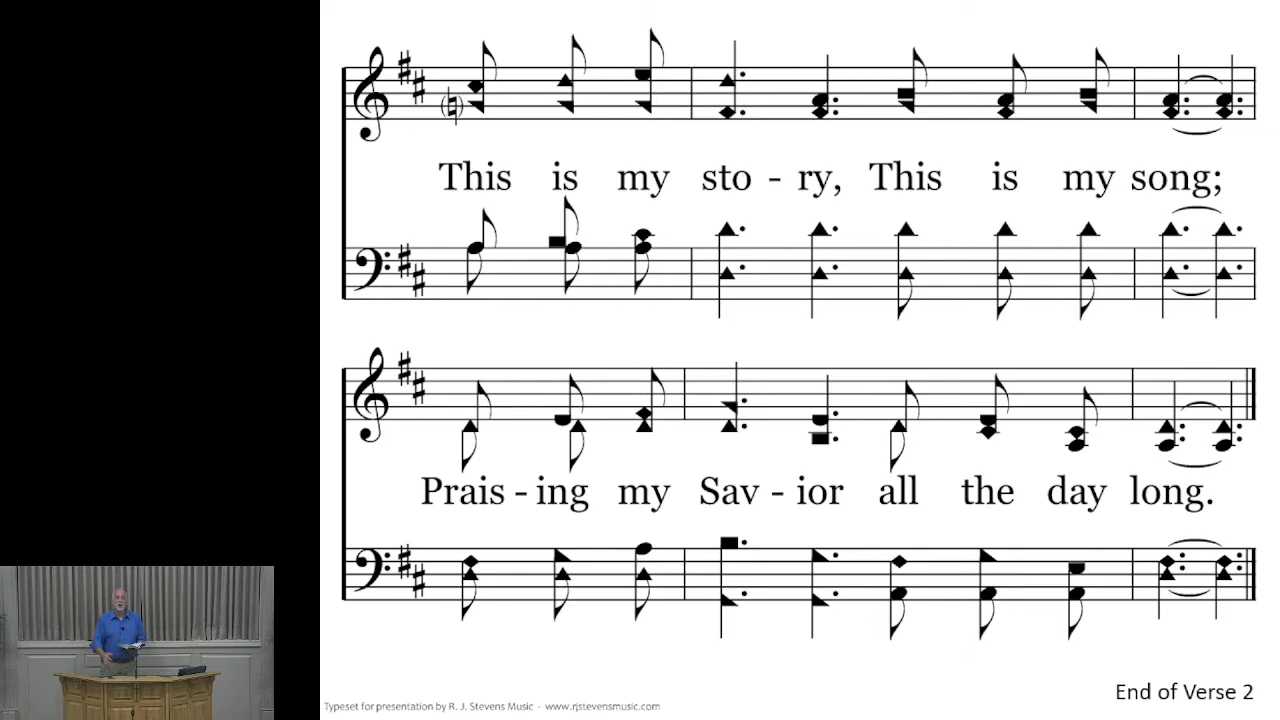 This is my sto - ry, This is my song;
Prais - ing my Sav - ior all the day long.
End of Verse 2
Typeset for presentation by R. J. Stevens Music - www.rjstevensmusic.com